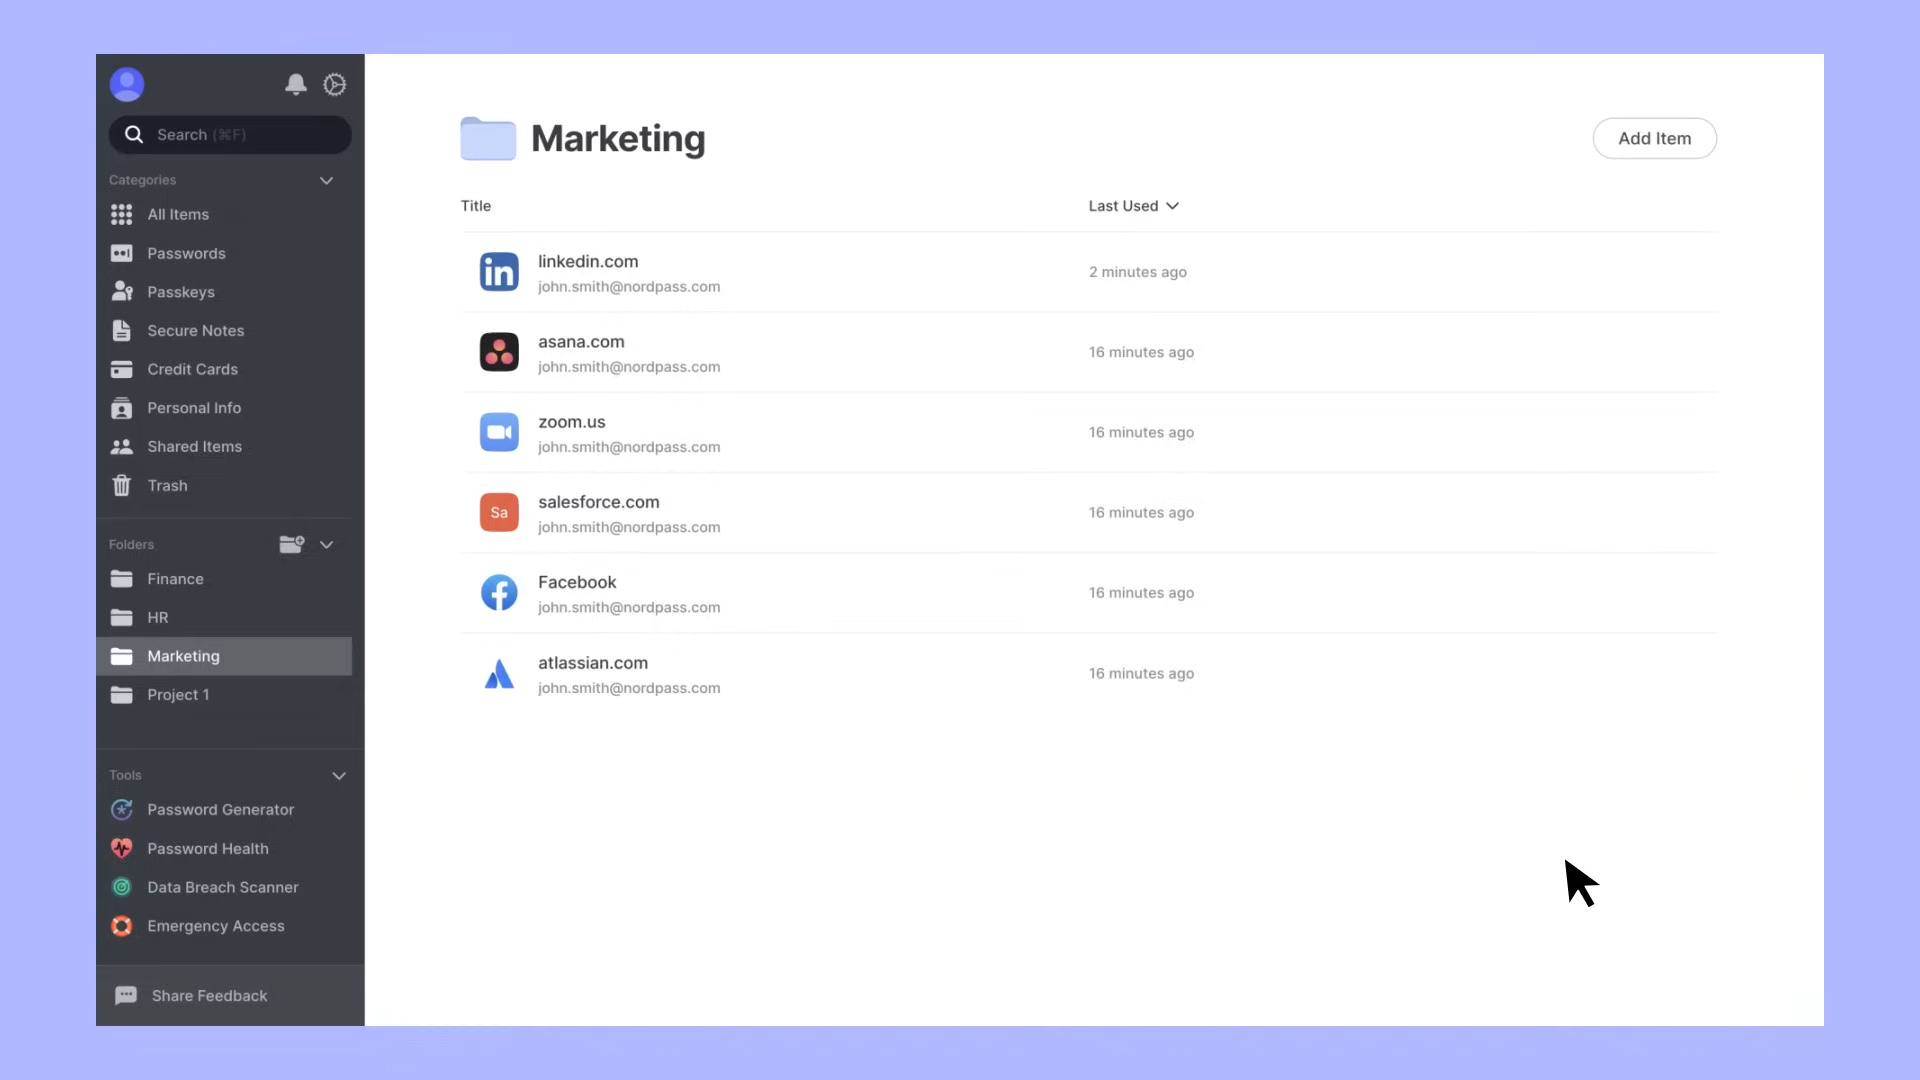 Search (⌘F)
Categories
All Items
Passwords
Passkeys
Secure Notes
Credit Cards
Personal Info
Shared Items
Trash
Folders
Finance
HR
Marketing
Project 1
Tools
Password Generator
Password Health
Data Breach Scanner
Emergency Access
Share Feedback
Marketing
Add Item
Title
Last Used
in
linkedin.com
john.smith@nordpass.com
2 minutes ago
asana.com
john.smith@nordpass.com
16 minutes ago
zoom.us
john.smith@nordpass.com
16 minutes ago
Sa
salesforce.com
john.smith@nordpass.com
16 minutes ago
Facebook
john.smith@nordpass.com
16 minutes ago
atlassian.com
john.smith@nordpass.com
16 minutes ago